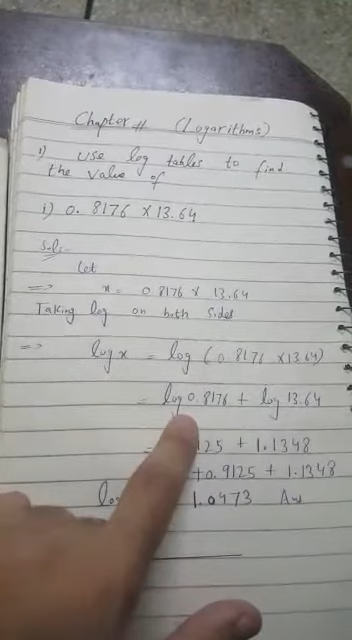 Chapter # (Logarithms)
1) use log tables to find
the value of
i) 0.8176 × 13.64
Sol:-
Let
=> x = 0.8176 × 13.64
Taking log on both sides
=> log x = log (0.8176 × 13.64)
= log 0.8176 + log 13.64
= 125 + 1.1348
+0.9125 + 1.1348
log 1.0473 Ans